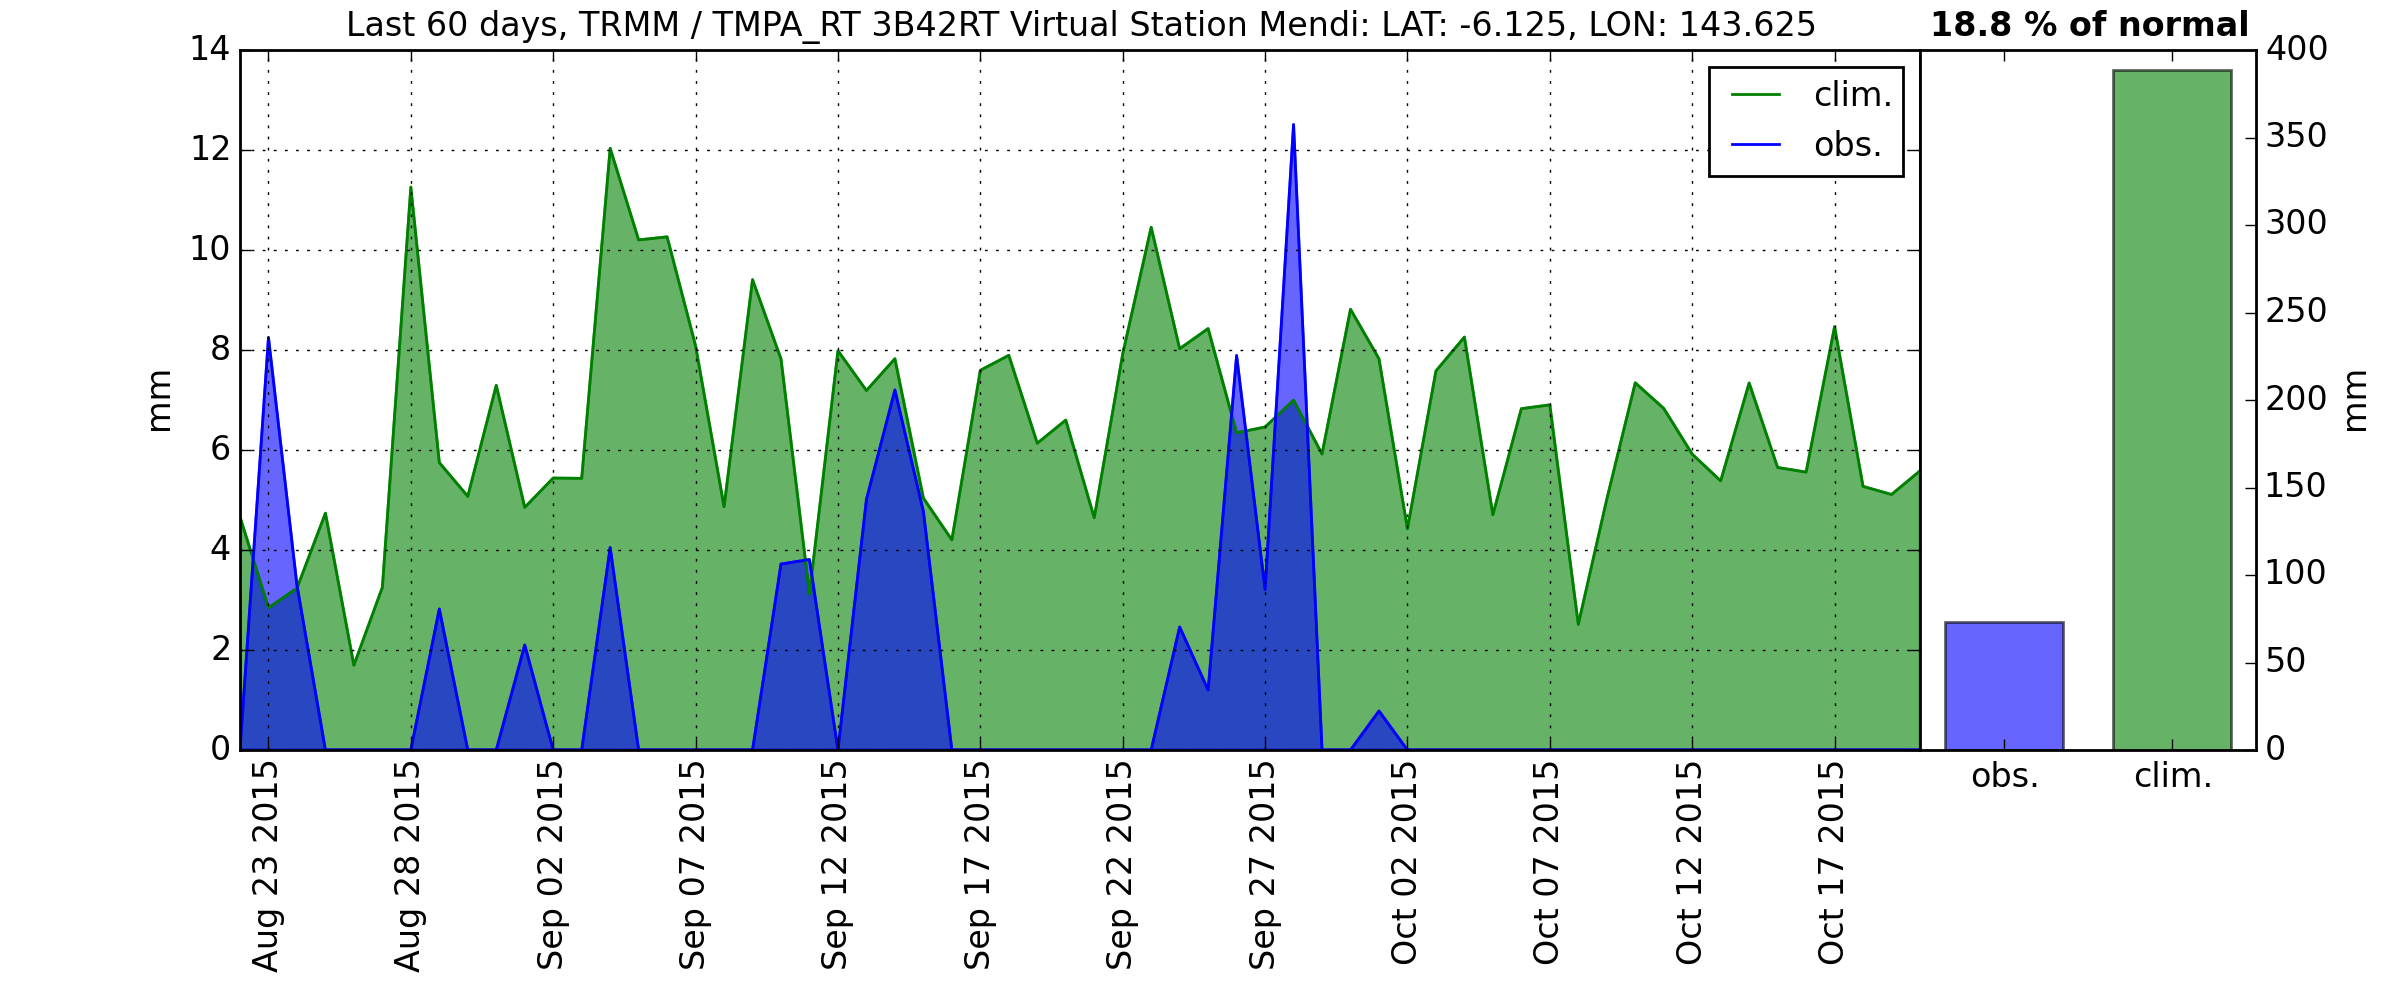 Last 60 days, TRMM / TMPA_RT 3B42RT Virtual Station Mendi: LAT: -6.125, LON: 143.625
18.8 % of normal
14
12
10
8
6
4
2
0
mm
clim.
obs.
400
350
300
250
200
150
100
50
0
mm
Aug 23 2015
Aug 28 2015
Sep 02 2015
Sep 07 2015
Sep 12 2015
Sep 17 2015
Sep 22 2015
Sep 27 2015
Oct 02 2015
Oct 07 2015
Oct 12 2015
Oct 17 2015
obs.
clim.